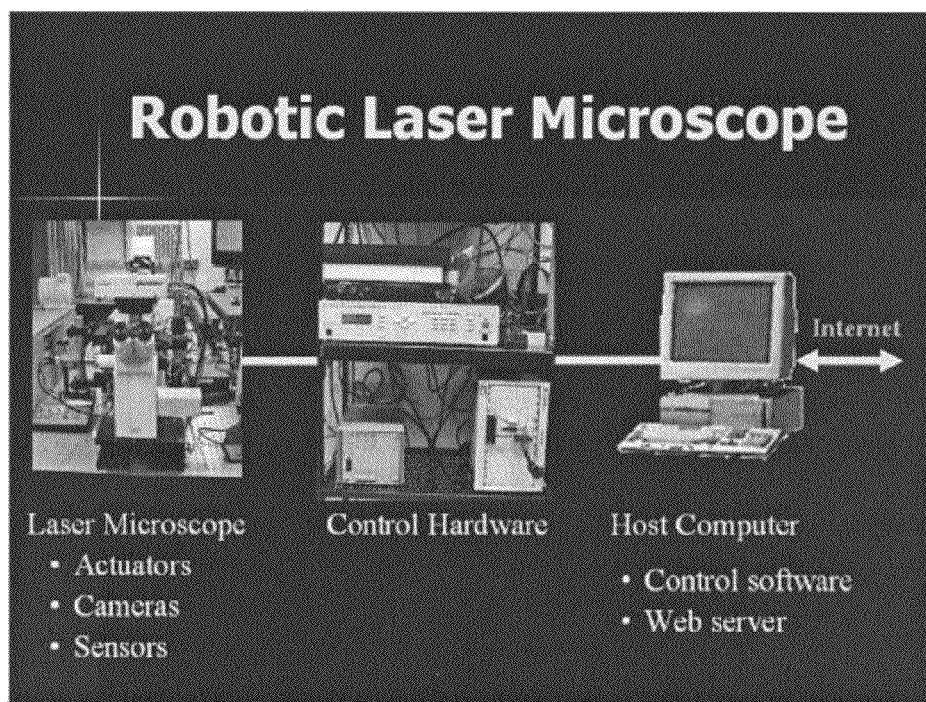 Robotic Laser Microscope
Internet
Laser Microscope
• Actuators
• Cameras
• Sensors
Control Hardware
Host Computer
• Control software
• Web server